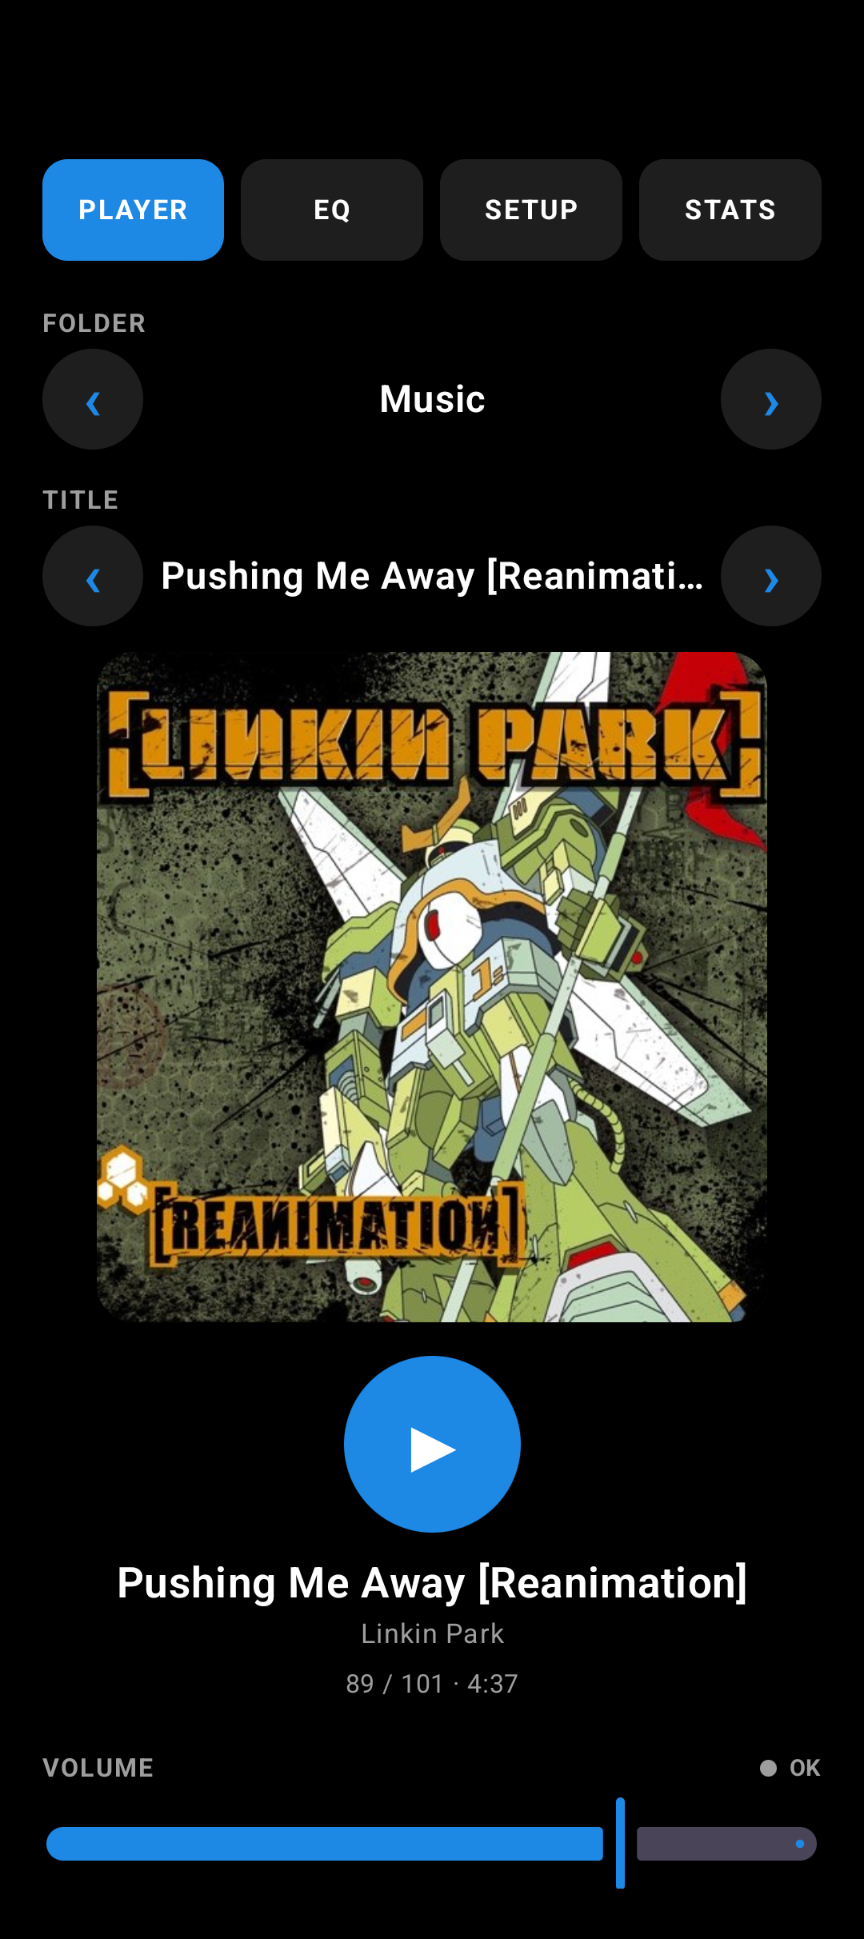 PLAYER EQ SETUP STATS
FOLDER
‹ Music ›
TITLE
‹ Pushing Me Away [Reanimati... ›
[LINKIN PARK]
[REANIMATION]
Pushing Me Away [Reanimation]
Linkin Park
89 / 101 · 4:37
VOLUME OK